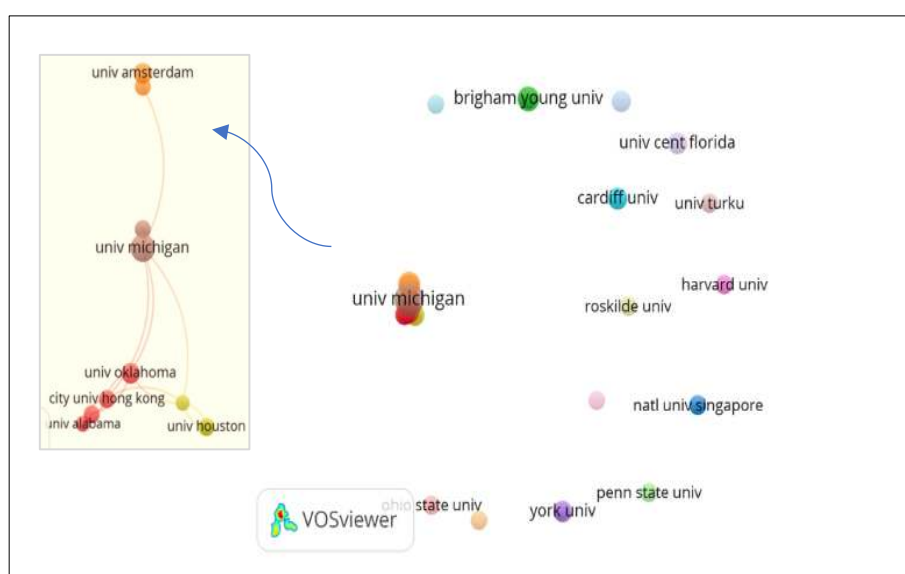 univ amsterdam
univ michigan
univ oklahoma
city univ hong kong
univ alabama
univ houston
brigham young univ
univ cent florida
cardiff univ
univ turku
harvard univ
univ michigan
roskilde univ
natl univ singapore
penn state univ
ohio state univ
york univ
VOSviewer